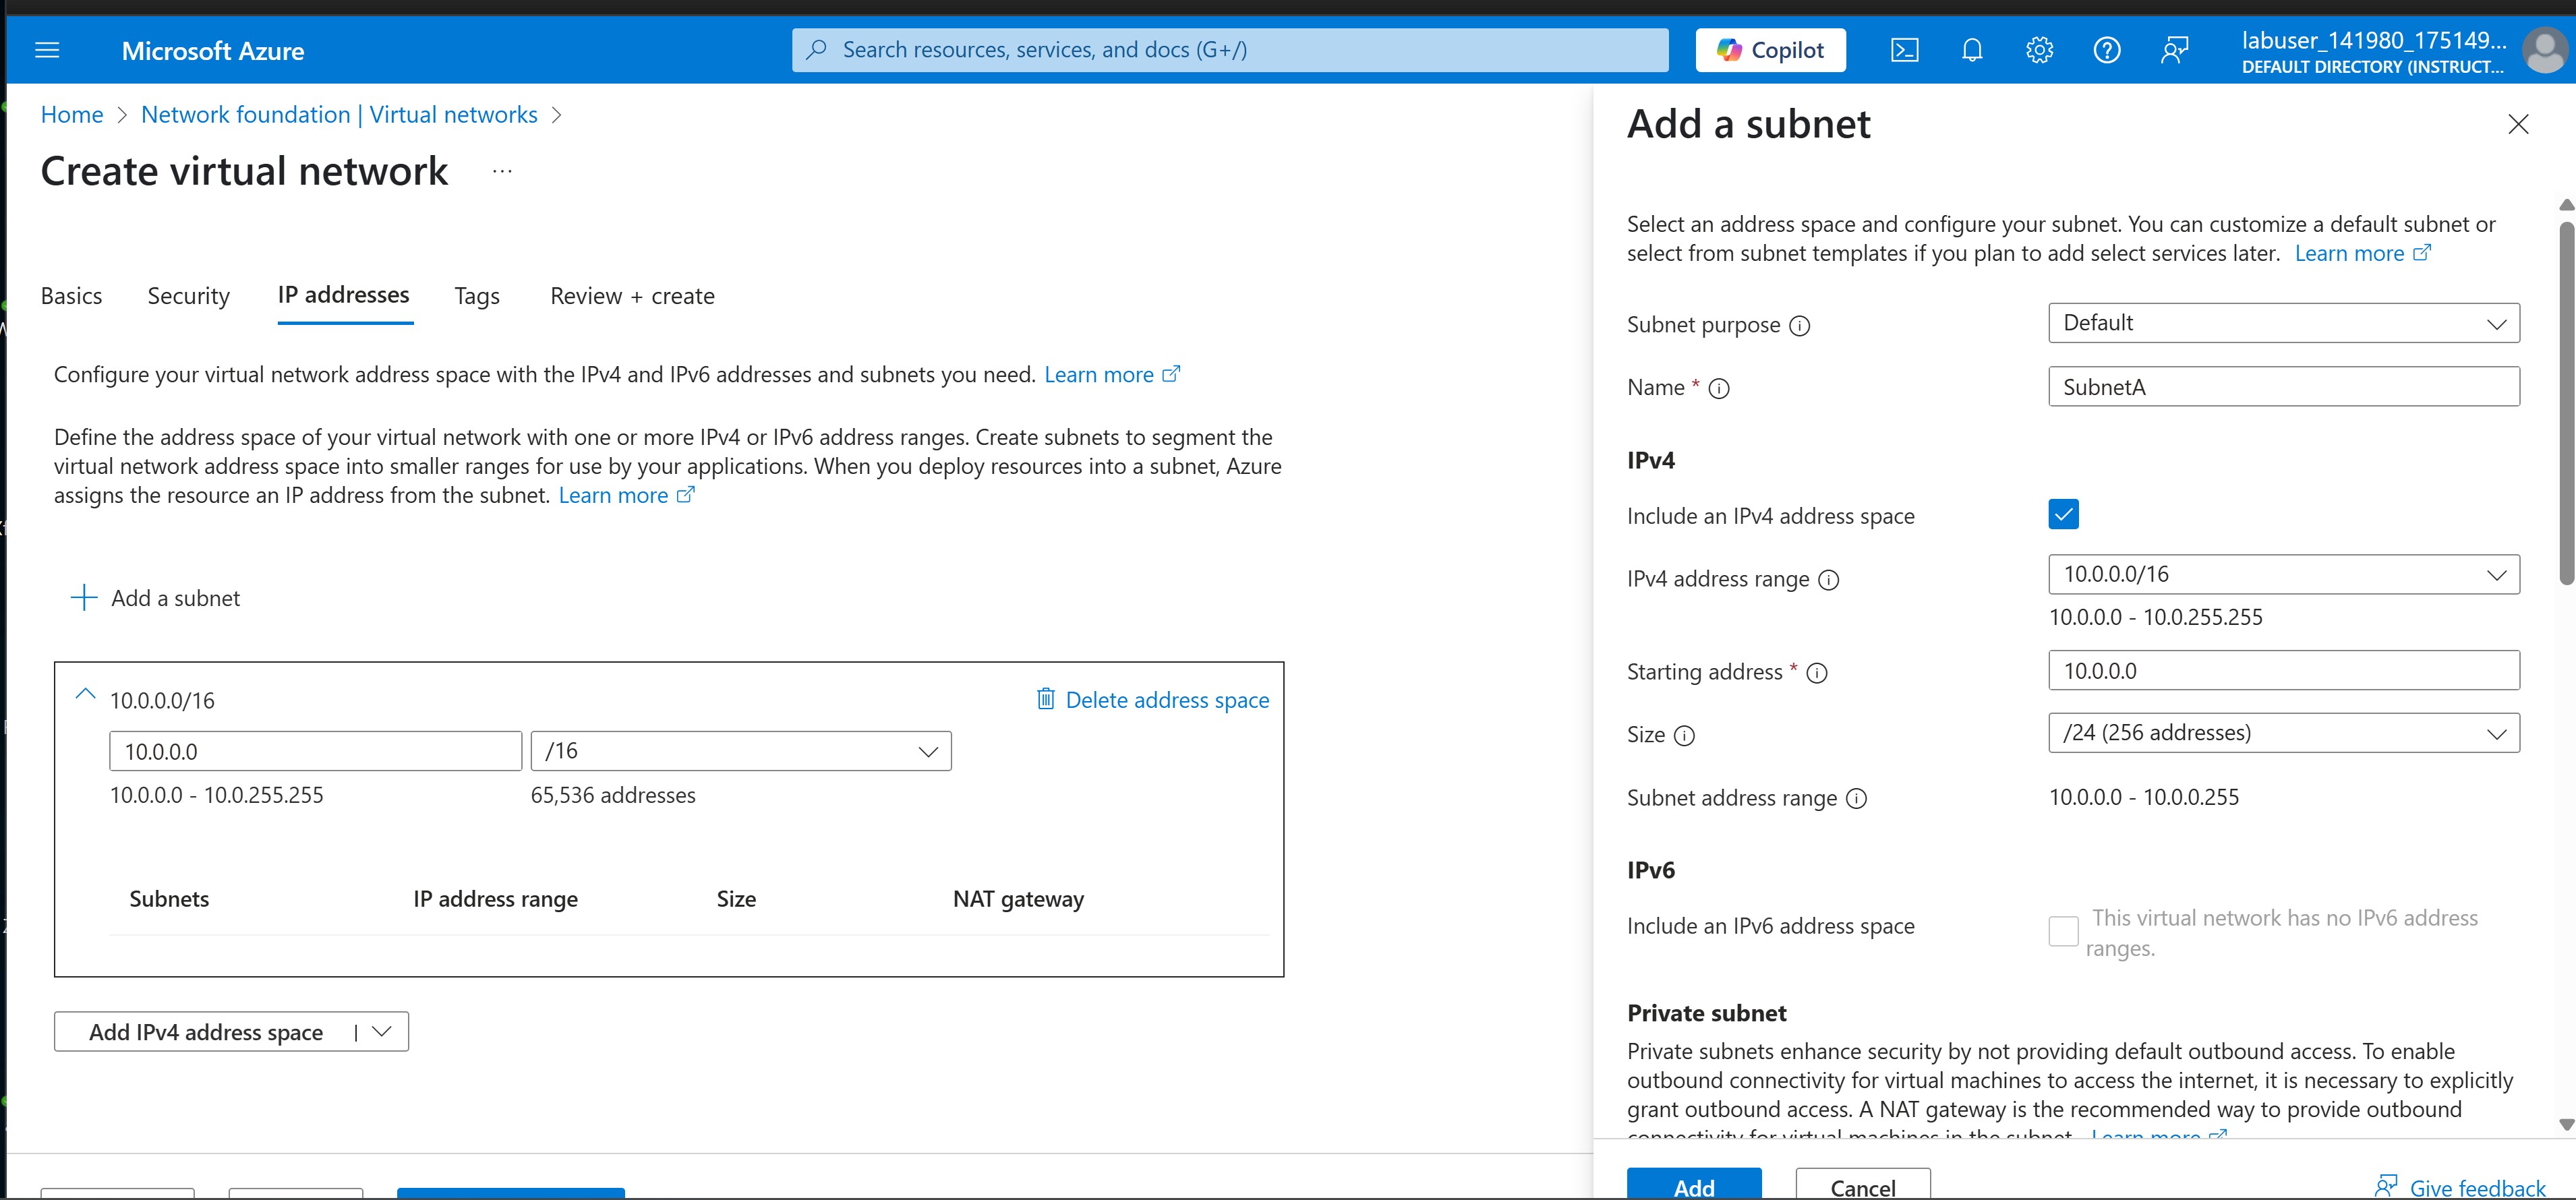 Microsoft Azure
Search resources, services, and docs (G+/)
Copilot
labuser_141980_175149...
DEFAULT DIRECTORY (INSTRUCT...
Home > Network foundation | Virtual networks >
Create virtual network ...
Basics Security IP addresses Tags Review + create
Configure your virtual network address space with the IPv4 and IPv6 addresses and subnets you need. Learn more
Define the address space of your virtual network with one or more IPv4 or IPv6 address ranges. Create subnets to segment the
virtual network address space into smaller ranges for use by your applications. When you deploy resources into a subnet, Azure
assigns the resource an IP address from the subnet. Learn more
Add a subnet
10.0.0.0/16
Delete address space
10.0.0.0 /16
10.0.0.0 - 10.0.255.255 65,536 addresses
Subnets IP address range Size NAT gateway
Add IPv4 address space |
Add a subnet
Select an address space and configure your subnet. You can customize a default subnet or
select from subnet templates if you plan to add select services later. Learn more
Subnet purpose Default
Name * SubnetA
IPv4
Include an IPv4 address space
IPv4 address range 10.0.0.0/16
10.0.0.0 - 10.0.255.255
Starting address * 10.0.0.0
Size /24 (256 addresses)
Subnet address range 10.0.0.0 - 10.0.0.255
IPv6
Include an IPv6 address space This virtual network has no IPv6 address
ranges.
Private subnet
Private subnets enhance security by not providing default outbound access. To enable
outbound connectivity for virtual machines to access the internet, it is necessary to explicitly
grant outbound access. A NAT gateway is the recommended way to provide outbound
connectivity for virtual machines in the subnet. Learn more
Add Cancel Give feedback